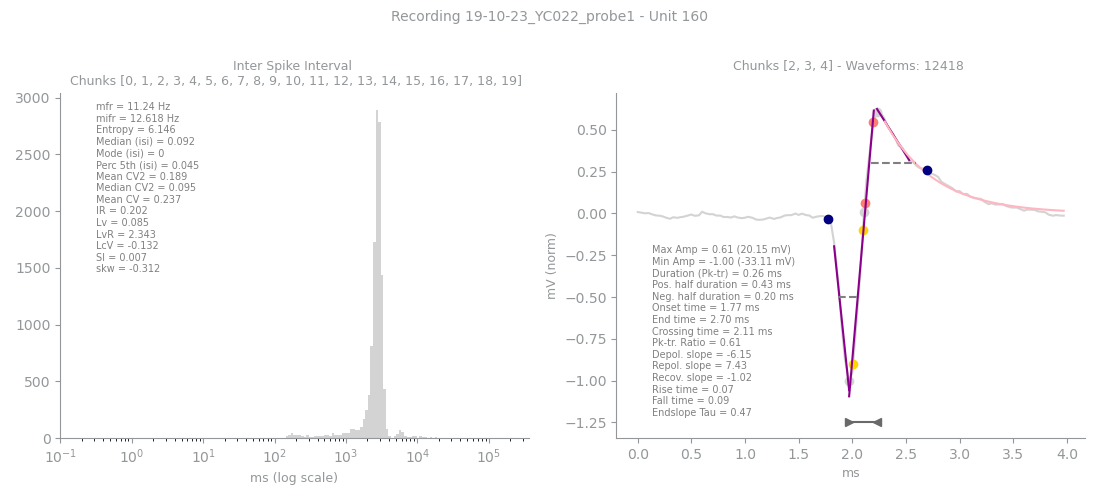 Recording 19-10-23_YC022_probe1 - Unit 160
Inter Spike Interval
Chunks [0, 1, 2, 3, 4, 5, 6, 7, 8, 9, 10, 11, 12, 13, 14, 15, 16, 17, 18, 19]
3000
2500
2000
1500
1000
500
0
mfr = 11.24 Hz
mifr = 12.618 Hz
Entropy = 6.146
Median (isi) = 0.092
Mode (isi) = 0
Perc 5th (isi) = 0.045
Mean CV2 = 0.189
Median CV2 = 0.095
Mean CV = 0.237
IR = 0.202
Lv = 0.085
LvR = 2.343
LcV = -0.132
SI = 0.007
skw = -0.312
10⁻¹ 10⁰ 10¹ 10² 10³ 10⁴ 10⁵
ms (log scale)
Chunks [2, 3, 4] - Waveforms: 12418
mV (norm)
0.50
0.25
0.00
−0.25
−0.50
−0.75
−1.00
−1.25
Max Amp = 0.61 (20.15 mV)
Min Amp = -1.00 (-33.11 mV)
Duration (Pk-tr) = 0.26 ms
Pos. half duration = 0.43 ms
Neg. half duration = 0.20 ms
Onset time = 1.77 ms
End time = 2.70 ms
Crossing time = 2.11 ms
Pk-tr. Ratio = 0.61
Depol. slope = -6.15
Repol. slope = 7.43
Recov. slope = -1.02
Rise time = 0.07
Fall time = 0.09
Endslope Tau = 0.47
0.0 0.5 1.0 1.5 2.0 2.5 3.0 3.5 4.0
ms